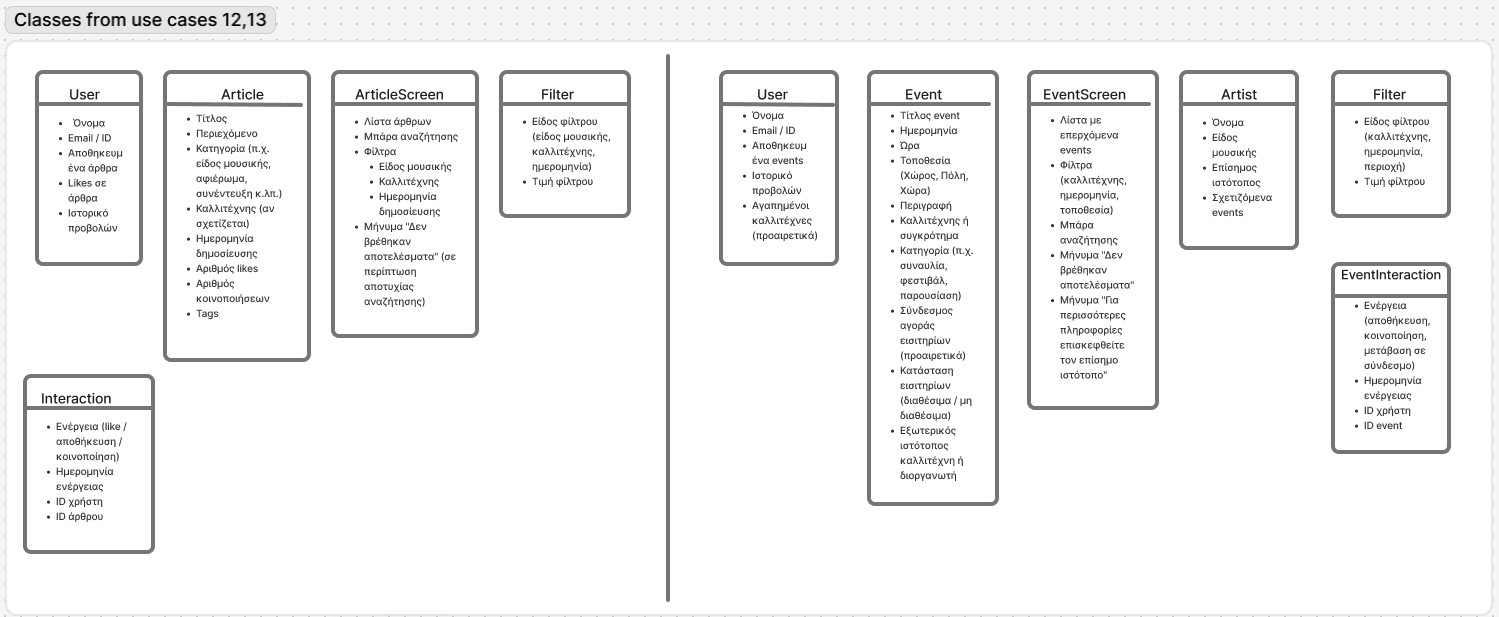 Classes from use cases 12,13
User
• Όνομα
• Email / ID
• Αποθηκευμ
ένα άρθρα
• Likes σε
άρθρα
• Ιστορικό
προβολών
Article
• Τίτλος
• Περιεχόμενο
• Κατηγορία (π.χ.
είδος μουσικής,
αφιέρωμα,
συνέντευξη κ.λπ.)
• Καλλιτέχνης (αν
σχετίζεται)
• Ημερομηνία
δημοσίευσης
• Αριθμός likes
• Αριθμός
κοινοποιήσεων
• Tags
ArticleScreen
• Λίστα άρθρων
• Μπάρα αναζήτησης
• Φίλτρα
• Είδος μουσικής
• Καλλιτέχνης
• Ημερομηνία
δημοσίευσης
• Μήνυμα "Δεν
βρέθηκαν
αποτελέσματα" (σε
περίπτωση
αποτυχίας
αναζήτησης)
Filter
• Είδος φίλτρου
(είδος μουσικής,
καλλιτέχνης,
ημερομηνία)
• Τιμή φίλτρου
Interaction
• Ενέργεια (like /
αποθήκευση /
κοινοποίηση)
• Ημερομηνία
ενέργειας
• ID χρήστη
• ID άρθρου
User
• Όνομα
• Email / ID
• Αποθηκευμ
ένα events
• Ιστορικό
προβολών
• Αγαπημένοι
καλλιτέχνες
(προαιρετικά)
Event
• Τίτλος event
• Ημερομηνία
• Ώρα
• Τοποθεσία
(Χώρος, Πόλη,
Χώρα)
• Περιγραφή
• Καλλιτέχνης ή
συγκρότημα
• Κατηγορία (π.χ.
συναυλία,
φεστιβάλ,
παρουσίαση)
• Σύνδεσμος
αγοράς
εισιτηρίων
(προαιρετικά)
• Κατάσταση
εισιτηρίων
(διαθέσιμα / μη
διαθέσιμα)
• Εξωτερικός
ιστότοπος
καλλιτέχνη ή
διοργανωτή
EventScreen
• Λίστα με
επερχόμενα
events
• Φίλτρα
(καλλιτέχνης,
ημερομηνία,
τοποθεσία)
• Μπάρα
αναζήτησης
• Μήνυμα "Δεν
βρέθηκαν
αποτελέσματα"
• Μήνυμα "Για
περισσότερες
πληροφορίες
επισκεφθείτε
τον επίσημο
ιστότοπο"
Artist
• Όνομα
• Είδος
μουσικής
• Επίσημος
ιστότοπος
• Σχετιζόμενα
events
Filter
• Είδος φίλτρου
(καλλιτέχνης,
ημερομηνία,
περιοχή)
• Τιμή φίλτρου
EventInteraction
• Ενέργεια
(αποθήκευση,
κοινοποίηση,
μετάβαση σε
σύνδεσμο)
• Ημερομηνία
ενέργειας
• ID χρήστη
• ID event